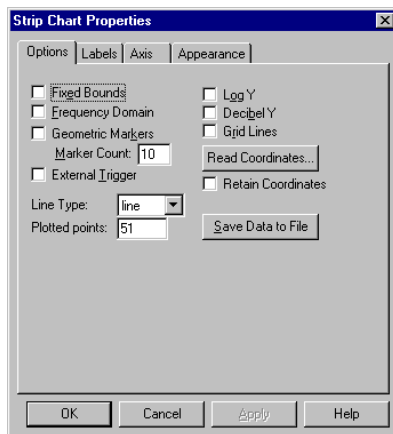 Strip Chart Properties
Options Labels Axis Appearance
Fixed Bounds
Frequency Domain
Geometric Markers
Marker Count: 10
External Trigger
Line Type: line
Plotted points: 51
Log Y
Decibel Y
Grid Lines
Read Coordinates...
Retain Coordinates
Save Data to File
OK Cancel Apply Help